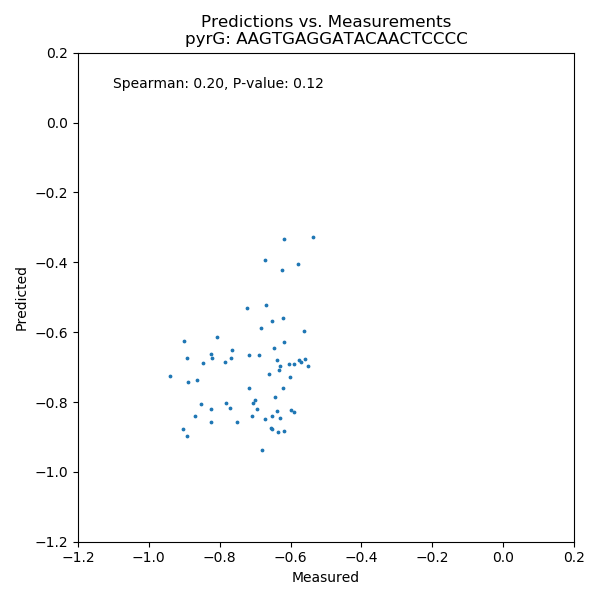 Predictions vs. Measurements
pyrG: AAGTGAGGATACAACTCCCC
Spearman: 0.20, P-value: 0.12
0.2
0.0
−0.2
−0.4
−0.6
−0.8
−1.0
−1.2
Predicted
−1.2 −1.0 −0.8 −0.6 −0.4 −0.2 0.0 0.2
Measured